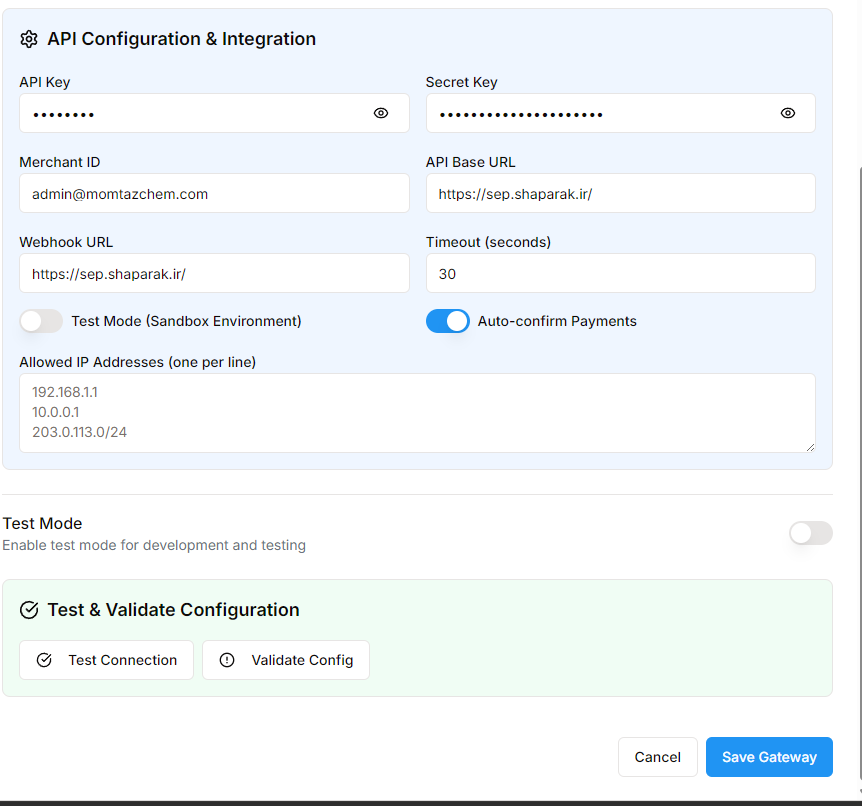 API Configuration & Integration
API Key
••••••••
Secret Key
•••••••••••••••••••••
Merchant ID
admin@momtazchem.com
API Base URL
https://sep.shaparak.ir/
Webhook URL
https://sep.shaparak.ir/
Timeout (seconds)
30
Test Mode (Sandbox Environment)
Auto-confirm Payments
Allowed IP Addresses (one per line)
192.168.1.1
10.0.0.1
203.0.113.0/24
Test Mode
Enable test mode for development and testing
Test & Validate Configuration
Test Connection
Validate Config
Cancel
Save Gateway